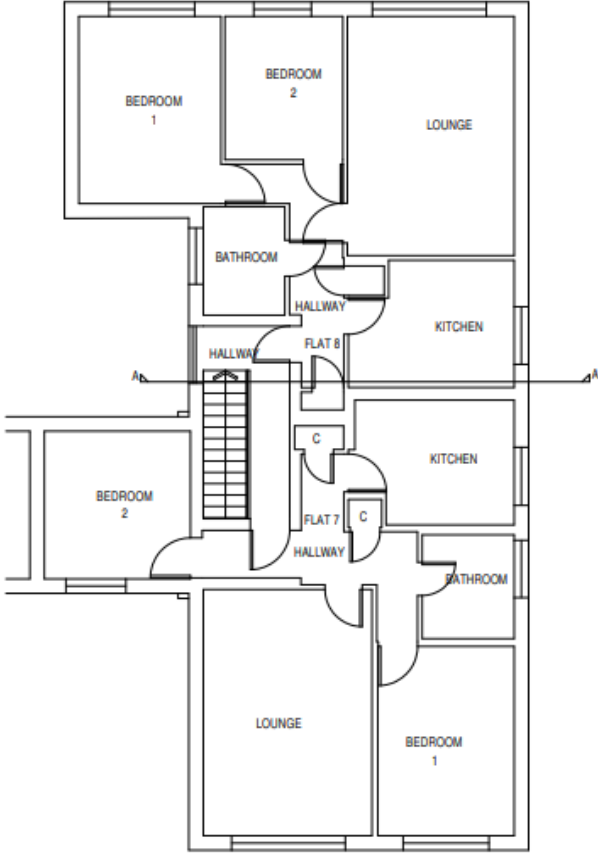 BEDROOM
1
BEDROOM
2
LOUNGE
BATHROOM
HALLWAY
KITCHEN
FLAT 8
HALLWAY
A
A
C
KITCHEN
BEDROOM
2
FLAT 7
C
HALLWAY
BATHROOM
LOUNGE
BEDROOM
1